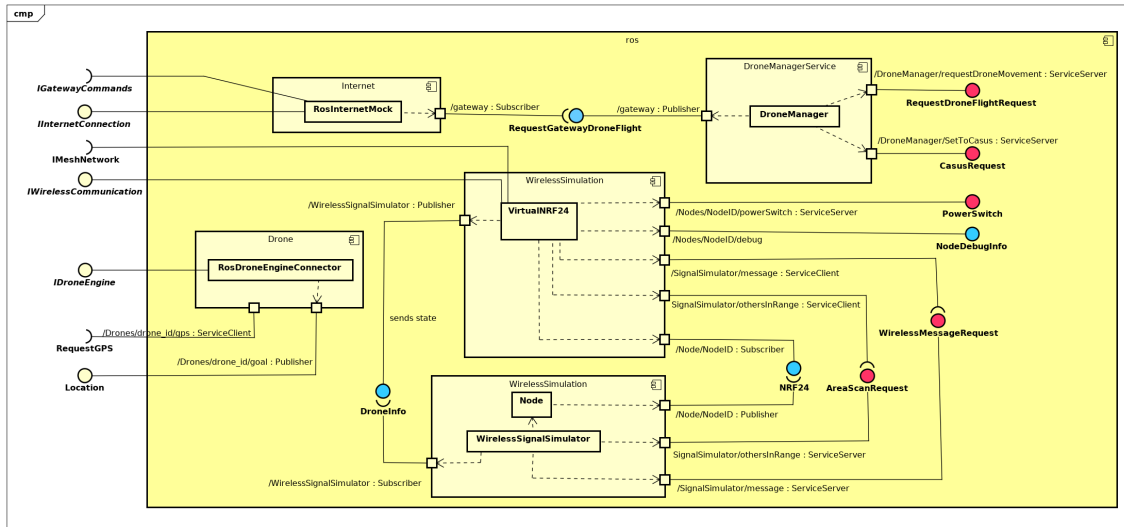 cmp
ros
IGatewayCommands
IInternetConnection
IMeshNetwork
IWirelessCommunication
IDroneEngine
RequestGPS
Location
Internet
RosInternetMock
/gateway : Subscriber
RequestGatewayDroneFlight
/gateway : Publisher
DroneManagerService
DroneManager
/DroneManager/requestDroneMovement : ServiceServer
RequestDroneFlightRequest
/DroneManager/SetToCasus : ServiceServer
CasusRequest
WirelessSimulation
VirtualNRF24
/WirelessSignalSimulator : Publisher
/Nodes/NodeID/powerSwitch : ServiceServer
PowerSwitch
/Nodes/NodeID/debug
NodeDebugInfo
/SignalSimulator/message : ServiceClient
SignalSimulator/othersInRange : ServiceClient
WirelessMessageRequest
/Node/NodeID : Subscriber
NRF24
AreaScanRequest
Drone
RosDroneEngineConnector
/Drones/drone_id/gps : ServiceClient
/Drones/drone_id/goal : Publisher
sends state
DroneInfo
WirelessSimulation
Node
WirelessSignalSimulator
/Node/NodeID : Publisher
SignalSimulator/othersInRange : ServiceServer
/SignalSimulator/message : ServiceServer
/WirelessSignalSimulator : Subscriber